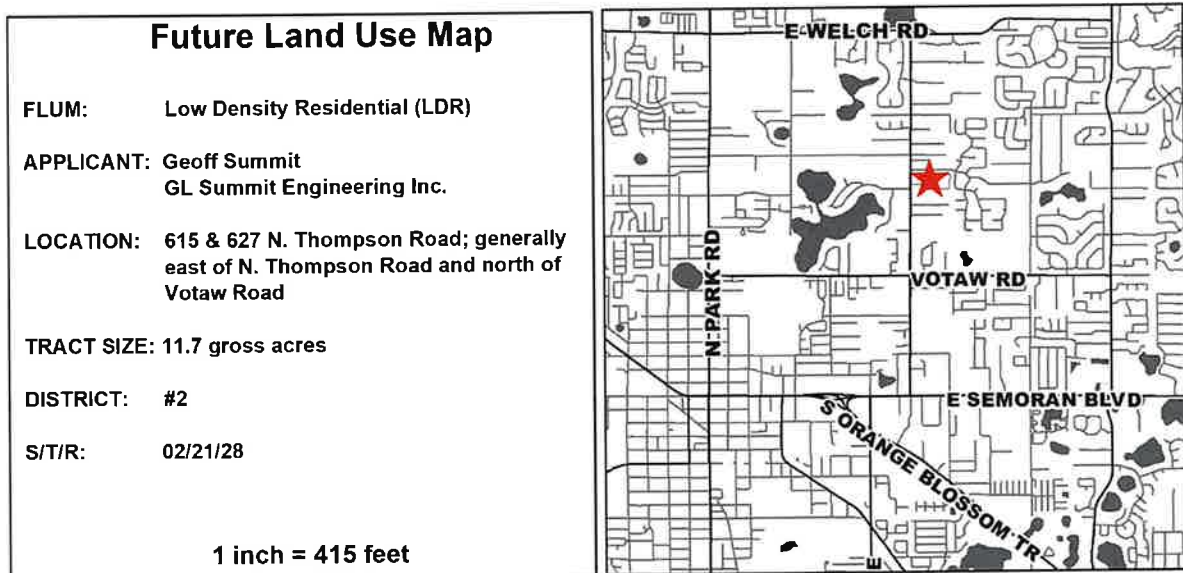 Future Land Use Map
FLUM: Low Density Residential (LDR)
APPLICANT: Geoff Summit
GL Summit Engineering Inc.
LOCATION: 615 & 627 N. Thompson Road; generally
east of N. Thompson Road and north of
Votaw Road
TRACT SIZE: 11.7 gross acres
DISTRICT: #2
S/T/R: 02/21/28
1 inch = 415 feet
E WELCH RD
N PARK RD
VOTAW RD
E SEMORAN BLVD
S ORANGE BLOSSOM TR
E